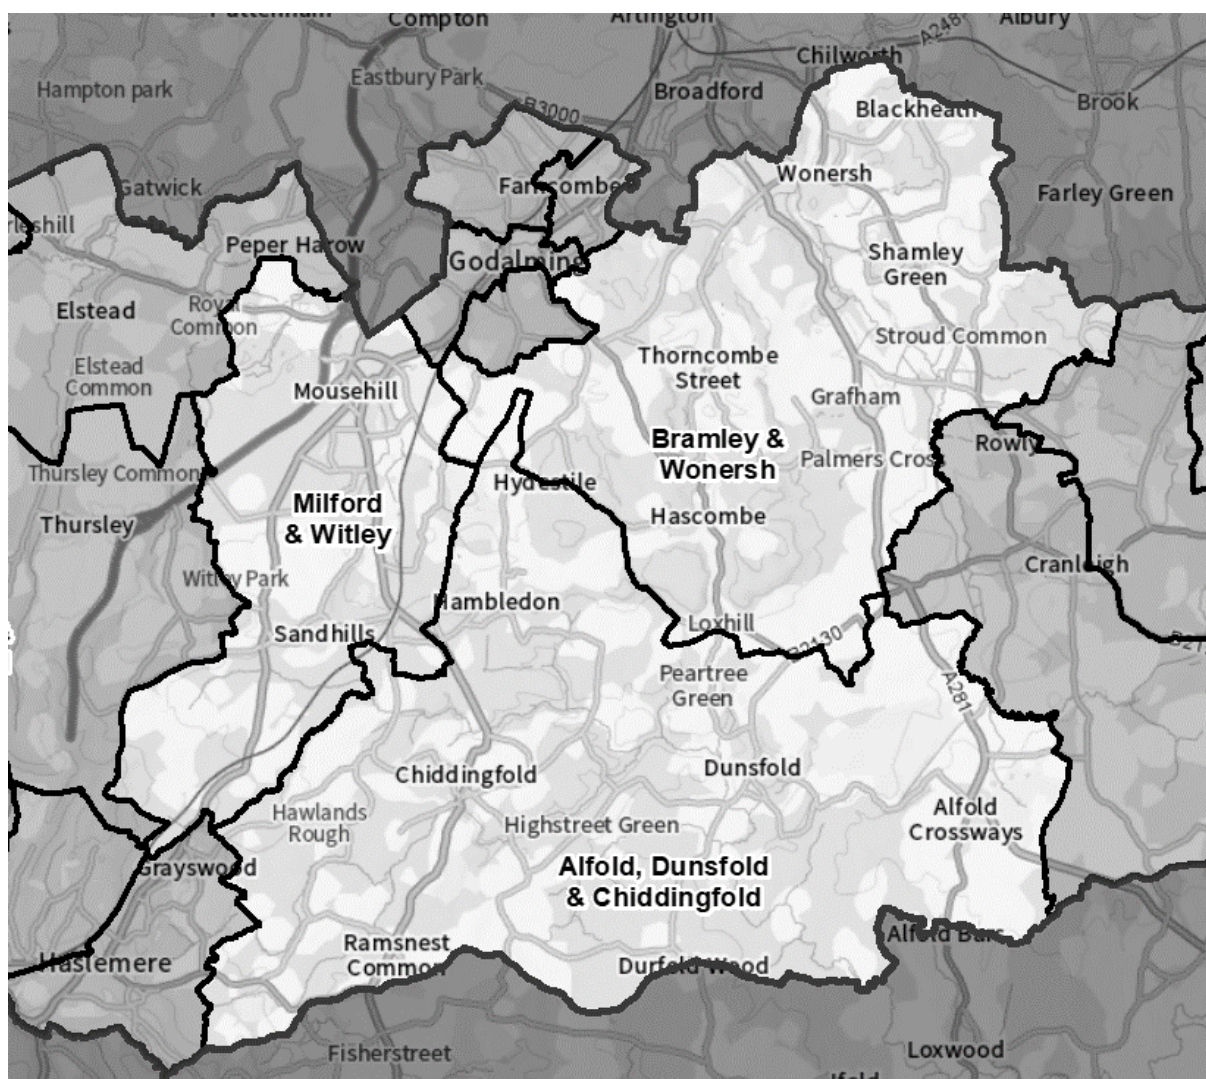 Compton
Artington
Albury
A248
Chilworth
Eastbury Park
Hampton park
Broadford
Brook
B3000
Blackheath
Gatwick
Farncombe
Wonersh
Farley Green
Peper Harow
Godalming
Shamley
Green
Elstead
Royal
Common
Stroud Common
Elstead
Common
Thorncombe
Street
Mousehill
Grafham
Bramley &
Wonersh
Rowly
Palmers Cross
Thursley Common
Hydestile
Milford
& Witley
Hascombe
Thursley
Cranleigh
Witley Park
Hambledon
Loxhill
Sandhills
B2130
Peartree
Green
A281
Chiddingfold
Dunsfold
Hawlands
Rough
Highstreet Green
Alfold
Crossways
Grayswood
Alfold, Dunsfold
& Chiddingfold
Alfold Bars
Haslemere
Ramsnest
Common
Durfold Wood
Fisherstreet
Loxwood